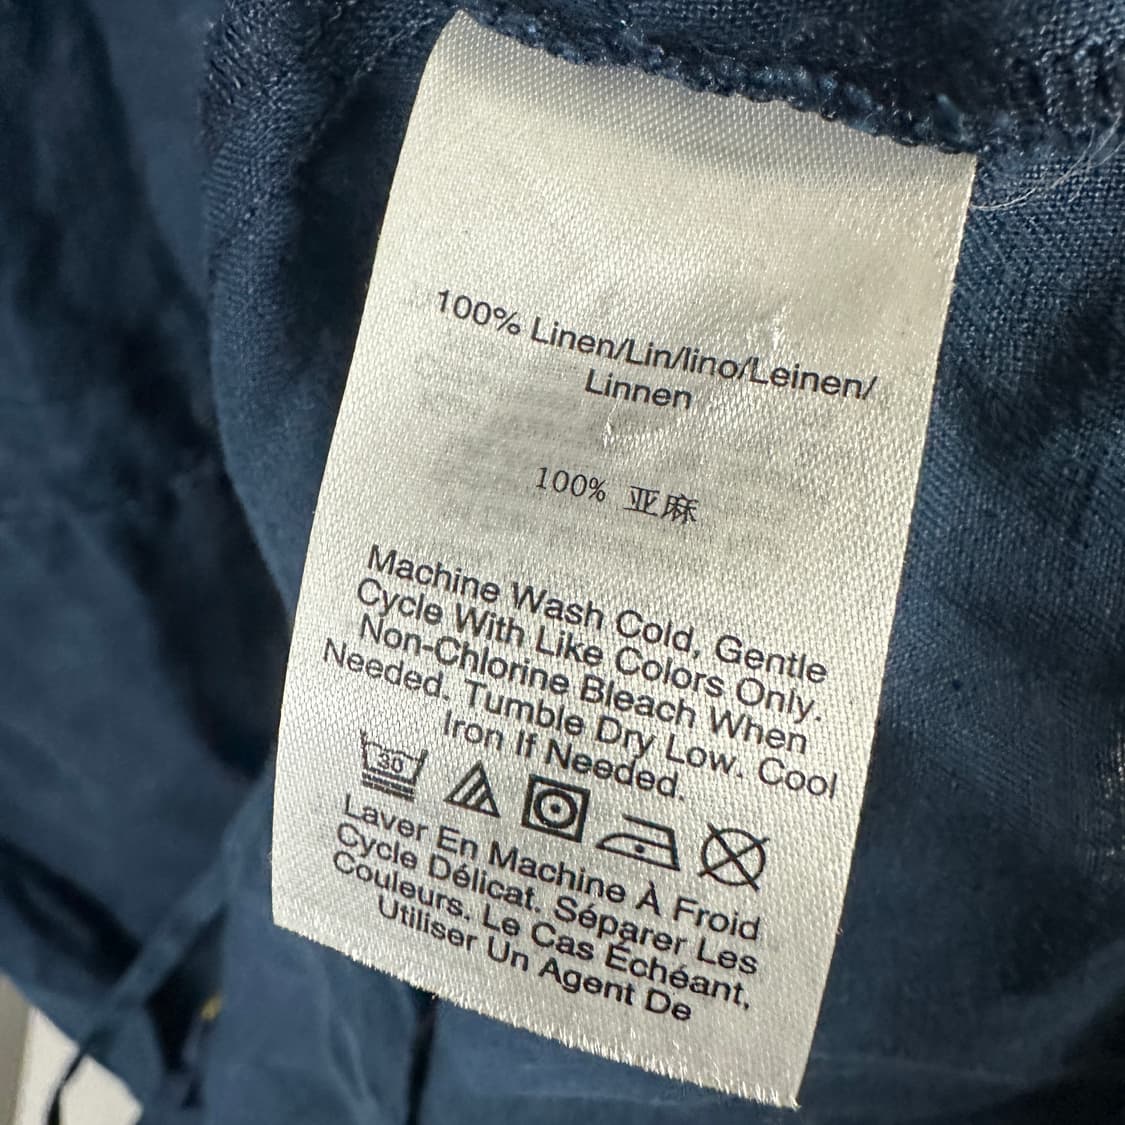 100% Linen/Lin/lino/Leinen/
Linnen
100% 亚麻
Machine Wash Cold, Gentle
Cycle With Like Colors Only.
Non-Chlorine Bleach When
Needed. Tumble Dry Low. Cool
Iron If Needed.
30
Laver En Machine À Froid
Cycle Délicat. Séparer Les
Couleurs. Le Cas Échéant,
Utiliser Un Agent De